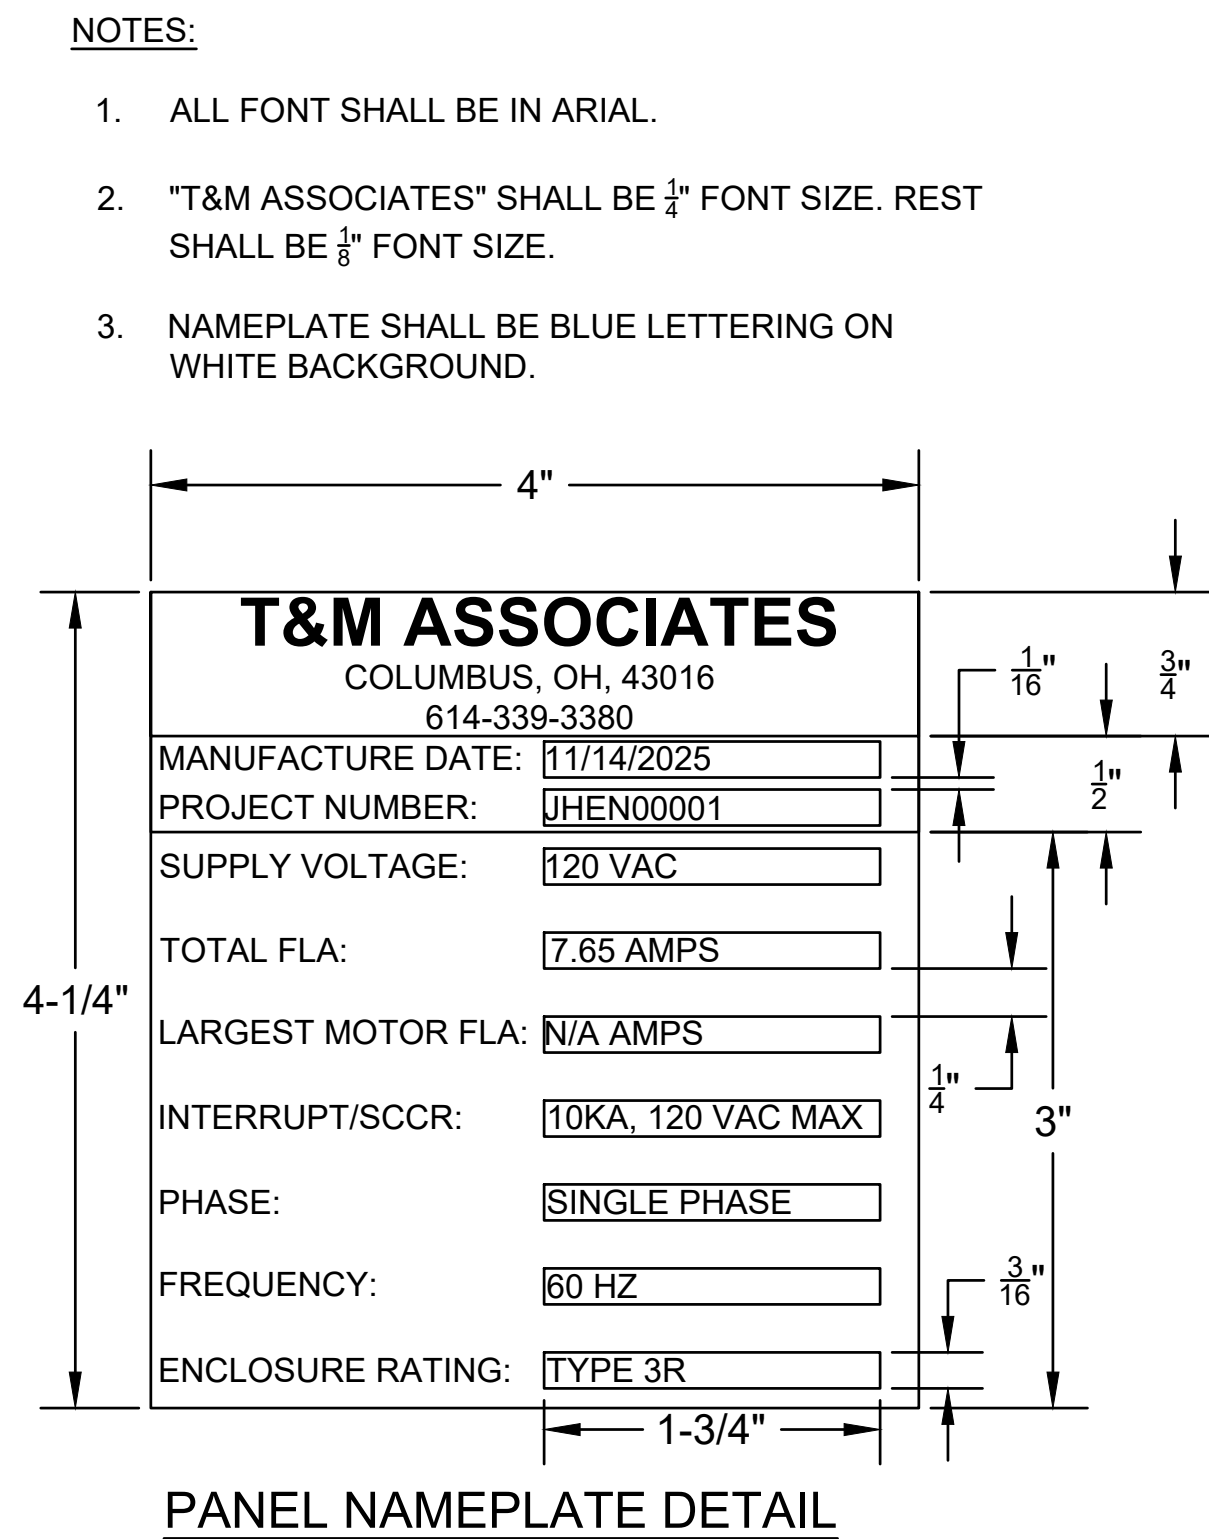 NOTES:
1. ALL FONT SHALL BE IN ARIAL.
2. "T&M ASSOCIATES" SHALL BE 1/4" FONT SIZE. REST
SHALL BE 1/8" FONT SIZE.
3. NAMEPLATE SHALL BE BLUE LETTERING ON
WHITE BACKGROUND.
4"
T&M ASSOCIATES
COLUMBUS, OH, 43016
614-339-3380
1/16"
3/4"
MANUFACTURE DATE: 11/14/2025
1/2"
PROJECT NUMBER: JHEN00001
SUPPLY VOLTAGE: 120 VAC
TOTAL FLA: 7.65 AMPS
4-1/4"
LARGEST MOTOR FLA: N/A AMPS
1/4"
INTERRUPT/SCCR: 10KA, 120 VAC MAX
3"
PHASE: SINGLE PHASE
FREQUENCY: 60 HZ
3/16"
ENCLOSURE RATING: TYPE 3R
1-3/4"
PANEL NAMEPLATE DETAIL